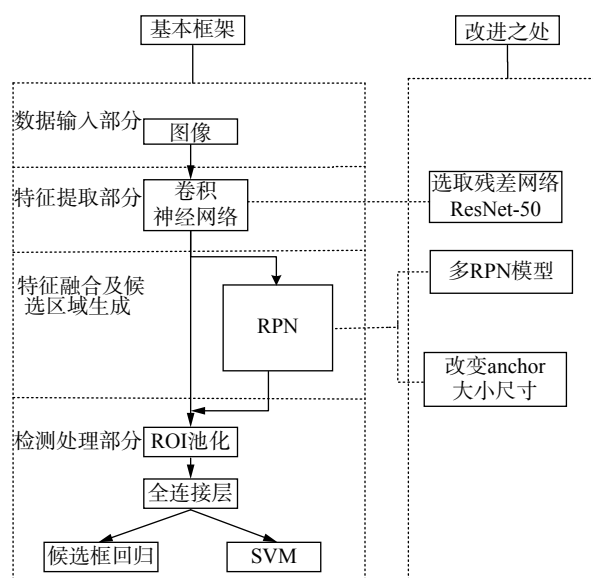 基本框架
改进之处
数据输入部分
图像
特征提取部分
卷积
神经网络
选取残差网络
ResNet-50
特征融合及候
选区域生成
RPN
多RPN模型
改变anchor
大小尺寸
检测处理部分
ROI池化
全连接层
候选框回归
SVM